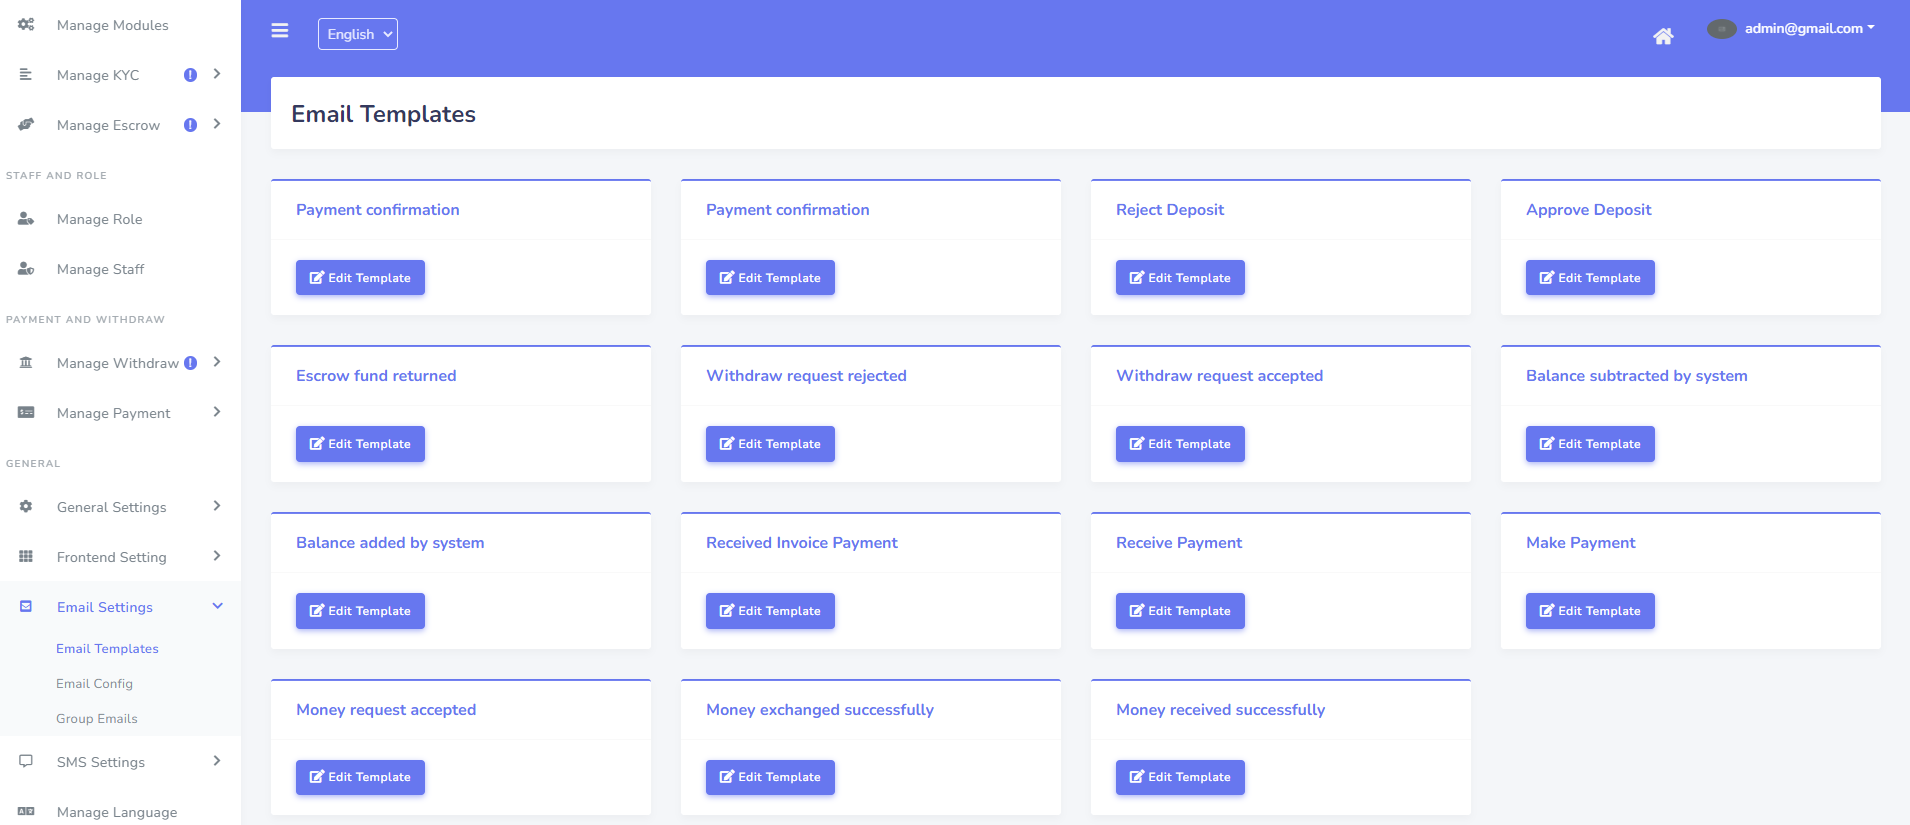 Manage Modules
Manage KYC
Manage Escrow
STAFF AND ROLE
Manage Role
Manage Staff
PAYMENT AND WITHDRAW
Manage Withdraw
Manage Payment
GENERAL
General Settings
Frontend Setting
Email Settings
Email Templates
Email Config
Group Emails
SMS Settings
Manage Language
English
admin@gmail.com
Email Templates
Payment confirmation
Edit Template
Payment confirmation
Edit Template
Reject Deposit
Edit Template
Approve Deposit
Edit Template
Escrow fund returned
Edit Template
Withdraw request rejected
Edit Template
Withdraw request accepted
Edit Template
Balance subtracted by system
Edit Template
Balance added by system
Edit Template
Received Invoice Payment
Edit Template
Receive Payment
Edit Template
Make Payment
Edit Template
Money request accepted
Edit Template
Money exchanged successfully
Edit Template
Money received successfully
Edit Template